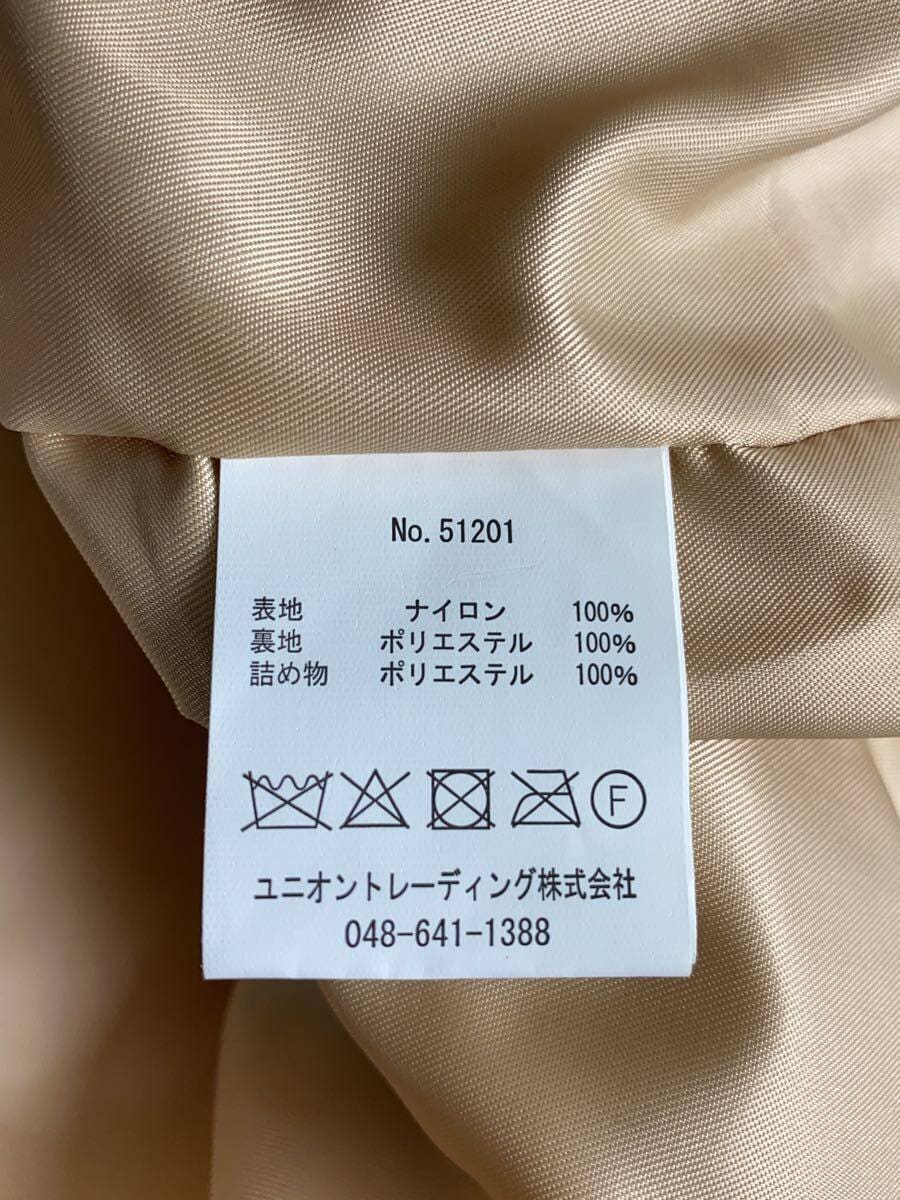 No. 51201
表地 ナイロン 100%
裏地 ポリエステル 100%
詰め物 ポリエステル 100%
F
ユニオントレーディング株式会社
048-641-1388